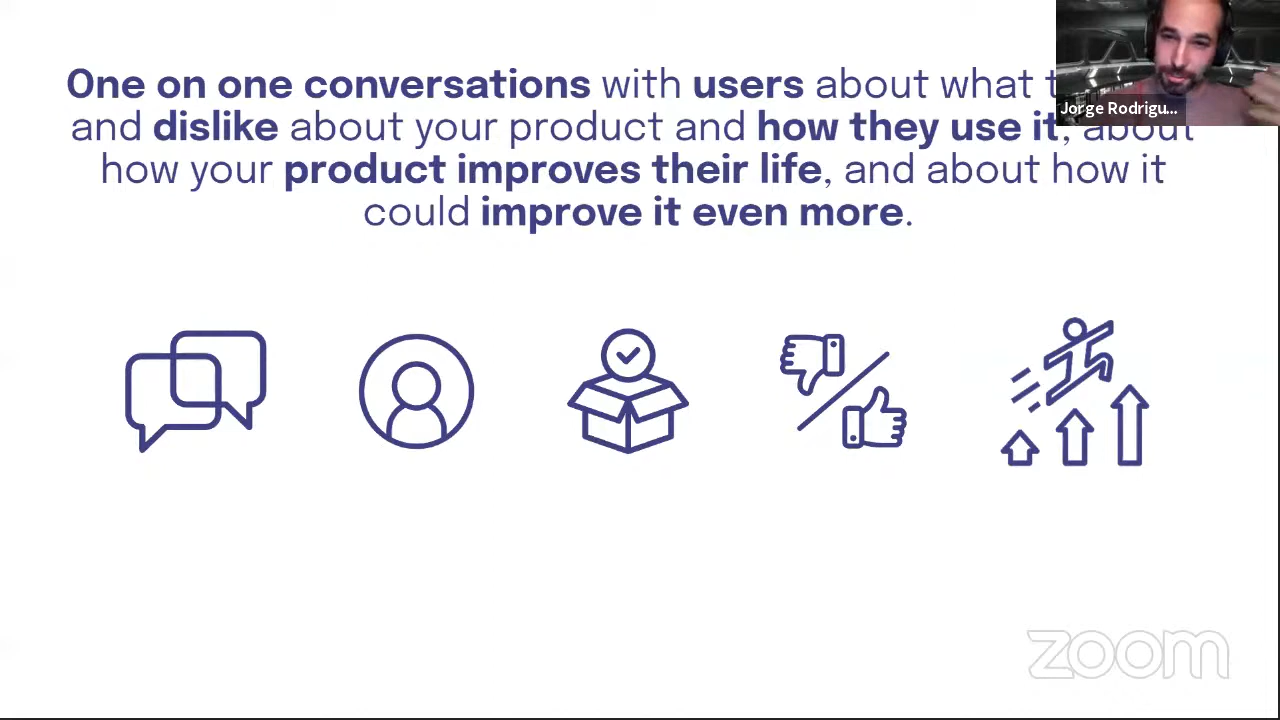 One on one conversations with users about what
and dislike about your product and how they use it, about
how your product improves their life, and about how it
could improve it even more.
Jorge Rodrigu...
zoom